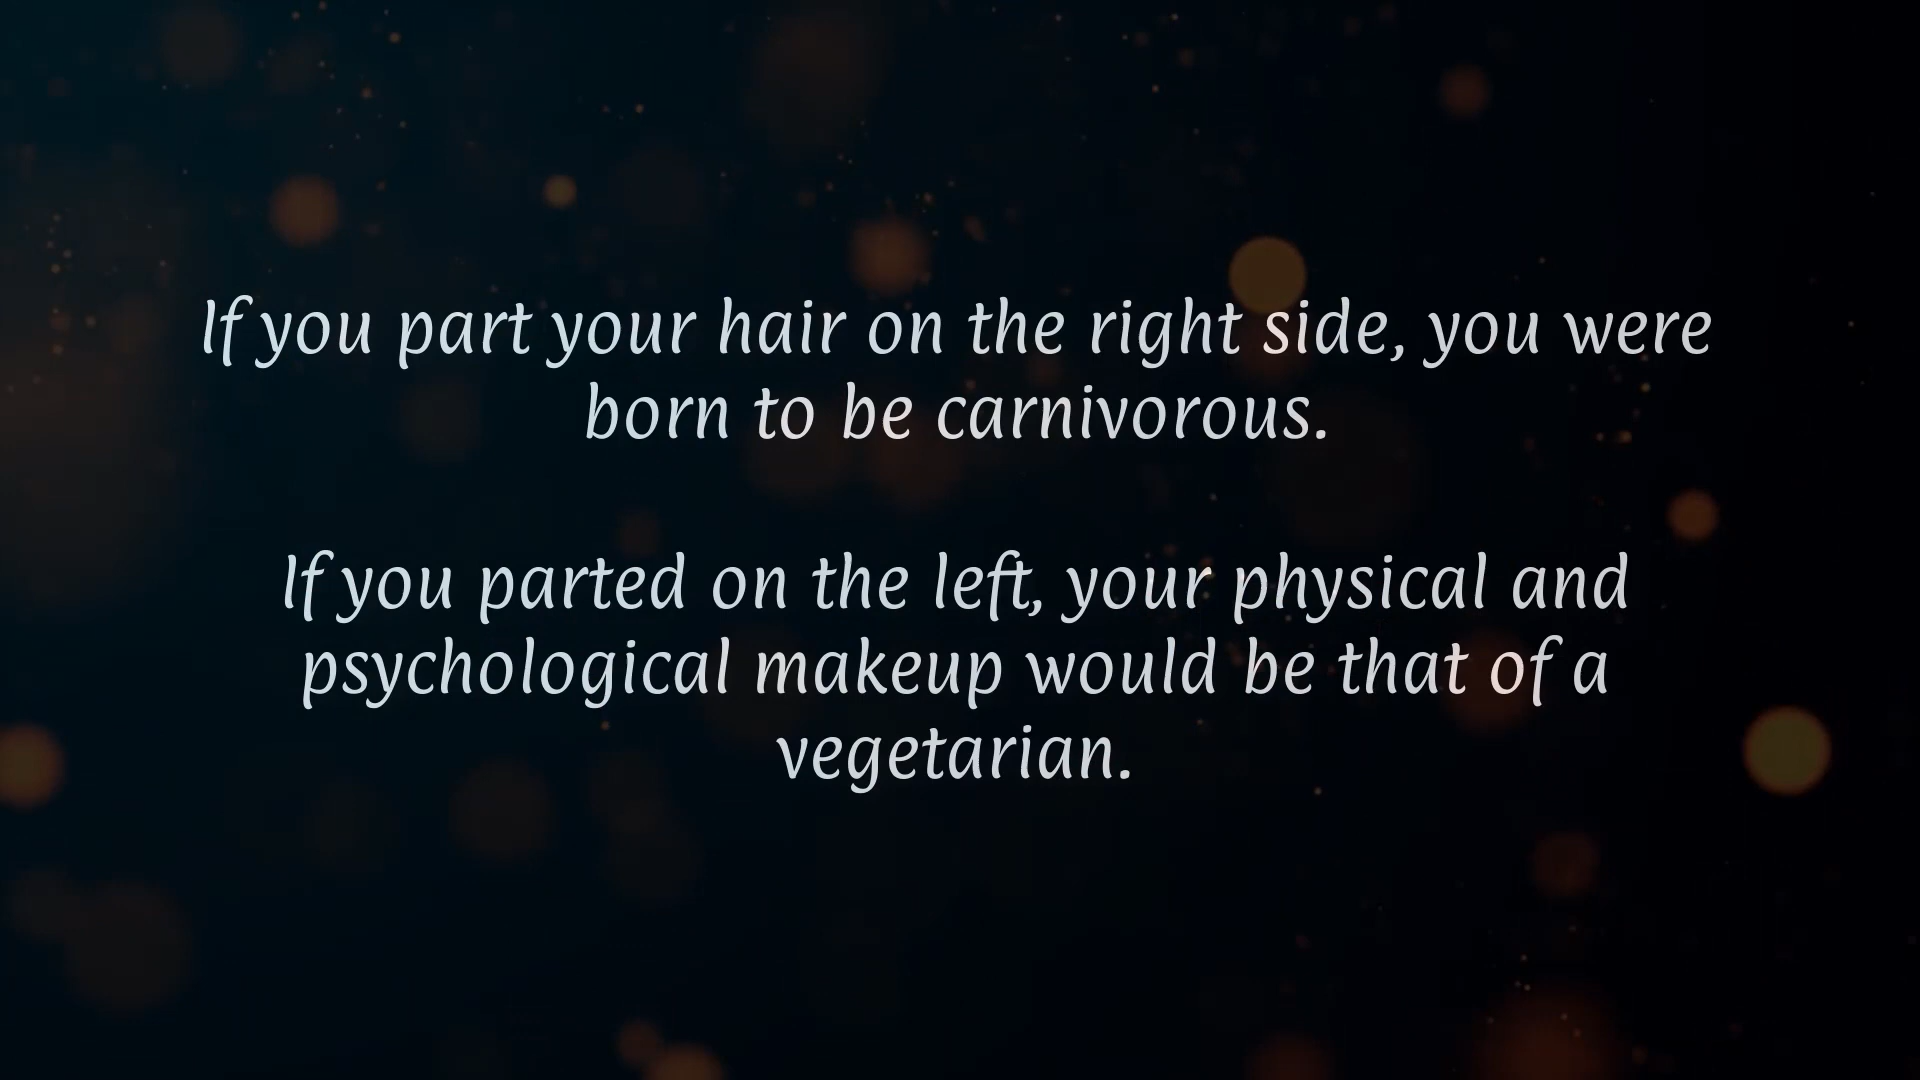 If you part your hair on the right side, you were
born to be carnivorous.
If you parted on the left, your physical and
psychological makeup would be that of a
vegetarian.